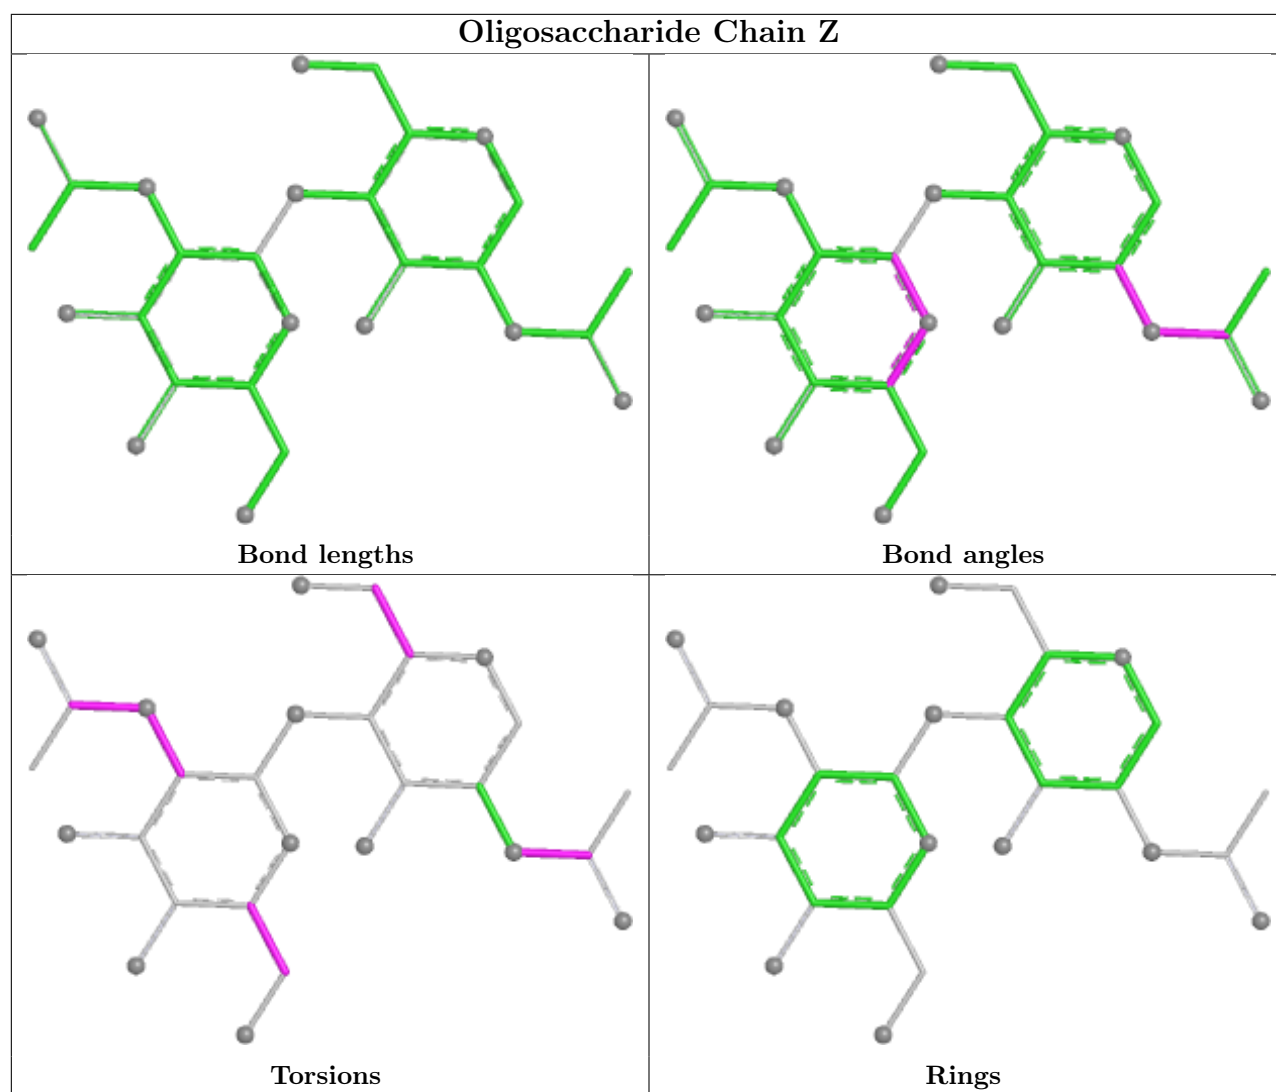 Oligosaccharide Chain Z
Bond lengths
Bond angles
Torsions
Rings